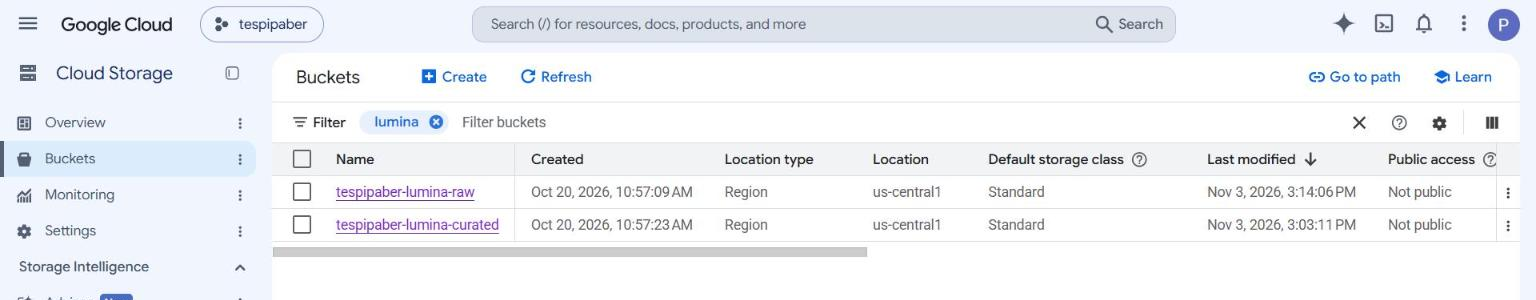 Google Cloud
tespipaber
Search (/) for resources, docs, products, and more
Search
P
Cloud Storage
Overview
Buckets
Monitoring
Settings
Storage Intelligence
Buckets
Create
Refresh
Go to path
Learn
Filter
lumina
Filter buckets
Name Created Location type Location Default storage class Last modified Public access
tespipaber-lumina-raw Oct 20, 2026, 10:57:09 AM Region us-central1 Standard Nov 3, 2026, 3:14:06 PM Not public
tespipaber-lumina-curated Oct 20, 2026, 10:57:23 AM Region us-central1 Standard Nov 3, 2026, 3:03:11 PM Not public